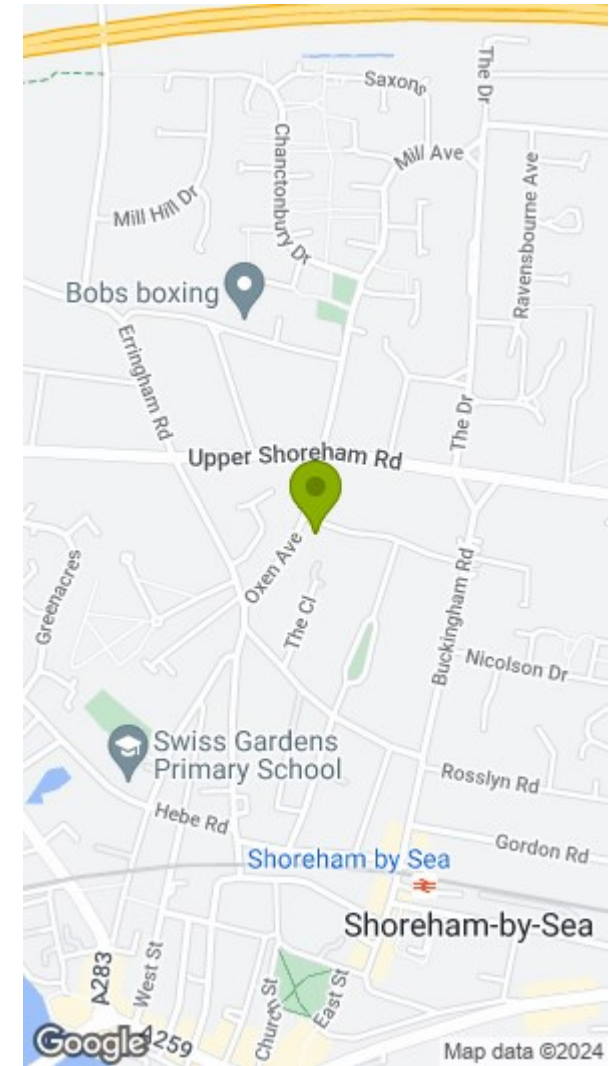 Saxons
The Dr
Mill Ave
Chanctonbury Dr
Ravensbourne Ave
Mill Hill Dr
Bobs boxing
Erringham Rd
The Dr
Upper Shoreham Rd
Oxen Ave
Greenacres
The Cl
Buckingham Rd
Nicolson Dr
Swiss Gardens
Primary School
Rosslyn Rd
Hebe Rd
Gordon Rd
Shoreham by Sea
Shoreham-by-Sea
A283
West St
Church St
East St
Google
A259
Map data ©2024